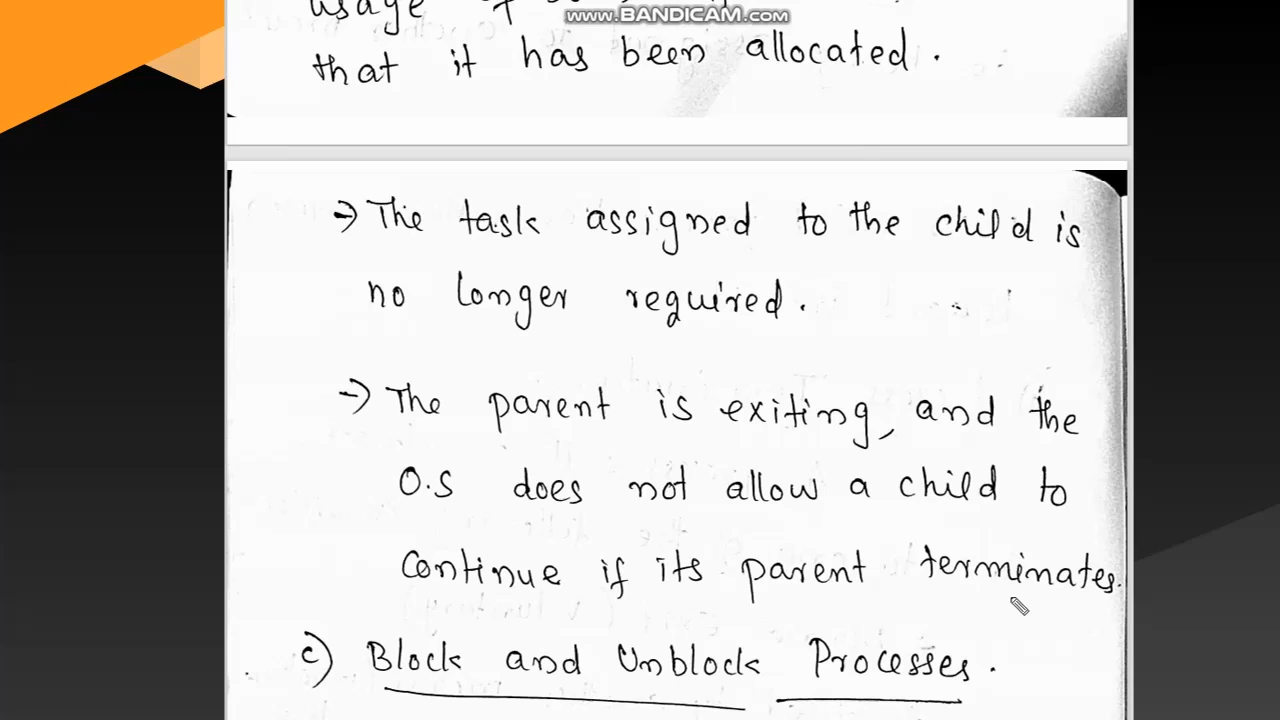 www.BANDICAM.com
usage of
that it has been allocated.
→ The task assigned to the child is
no longer required.
→ The parent is exiting, and the
O.S does not allow a child to
continue if its parent terminates.
c) Block and Unblock Processes.